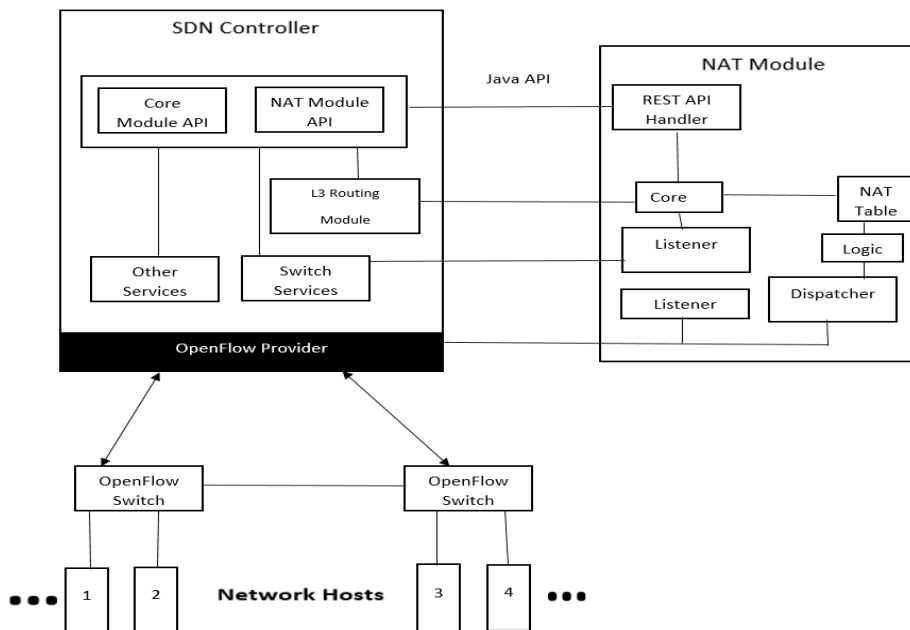 SDN Controller
Core
Module API
NAT Module
API
L3 Routing
Module
Other
Services
Switch
Services
OpenFlow Provider
Java API
NAT Module
REST API
Handler
Core
NAT
Table
Listener
Logic
Listener
Dispatcher
OpenFlow
Switch
OpenFlow
Switch
1
2
Network Hosts
3
4